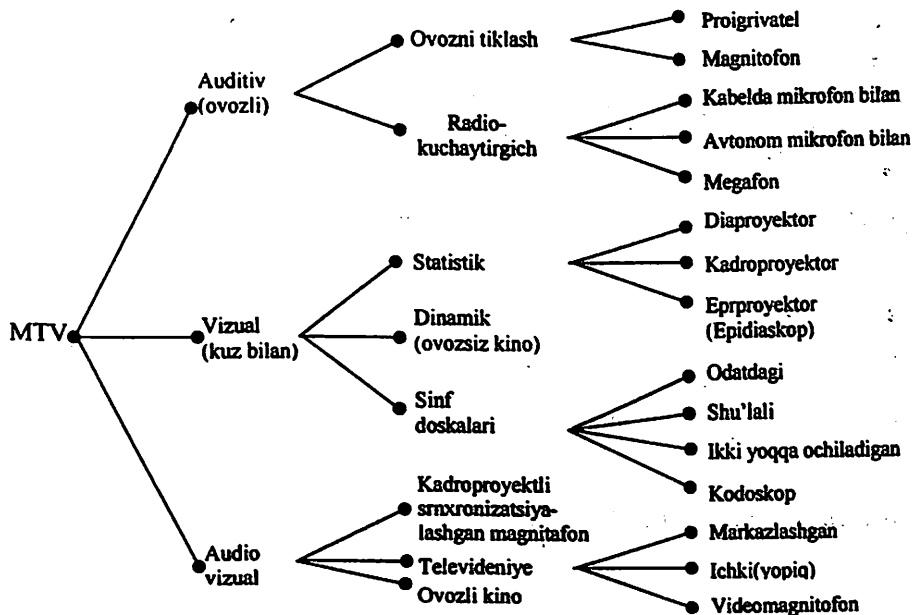 MTV
Auditiv
(ovozli)
Ovozni tiklash
Proigrivatel
Magnitofon
Radio-
kuchaytirgich
Kabelda mikrofon bilan
Avtonom mikrofon bilan
Megafon
Vizual
(kuz bilan)
Statistik
Diaproyektor
Kadroproyektor
Eprproyektor
(Epidiaskop)
Dinamik
(ovozsiz kino)
Sinf
doskalari
Odatdagi
Shu’lali
Ikki yoqqa ochiladigan
Kodoskop
Audio
vizual
Kadroproyektli
srnxronizatsiya-
lashgan magnitafon
Televideniye
Ovozli kino
Markazlashgan
Ichki(yopiq)
Videomagnitofon